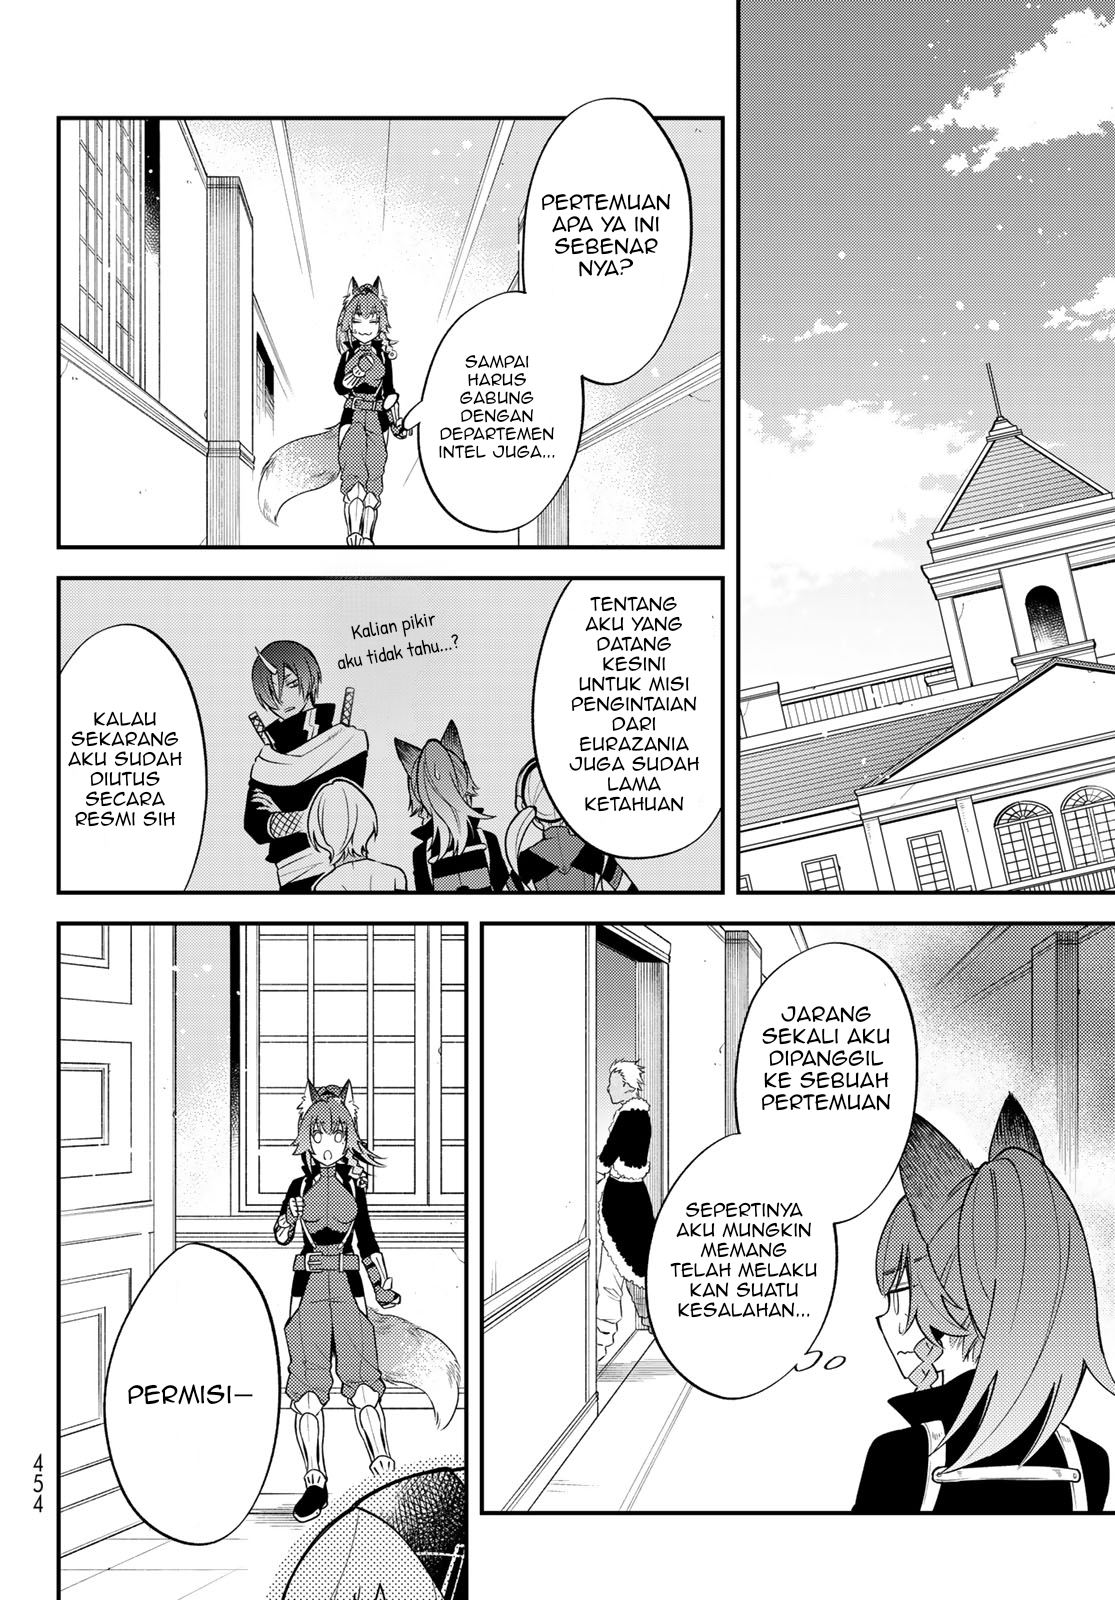 PERTEMUAN
APA YA INI
SEBENAR
NYA?
SAMPAI
HARUS
GABUNG
DENGAN
DEPARTEMEN
INTEL JUGA...
TENTANG
AKU YANG
DATANG
KESINI
UNTUK MISI
PENGINTAIAN
DARI
EURAZANIA
JUGA SUDAH
LAMA
KETAHUAN
Kalian pikir
aku tidak tahu...?
KALAU
SEKARANG
AKU SUDAH
DIUTUS
SECARA
RESMI SIH
JARANG
SEKALI AKU
DIPANGGIL
KE SEBUAH
PERTEMUAN
SEPERTINYA
AKU MUNGKIN
MEMANG
TELAH MELAKU
KAN SUATU
KESALAHAN...
PERMISI—
454